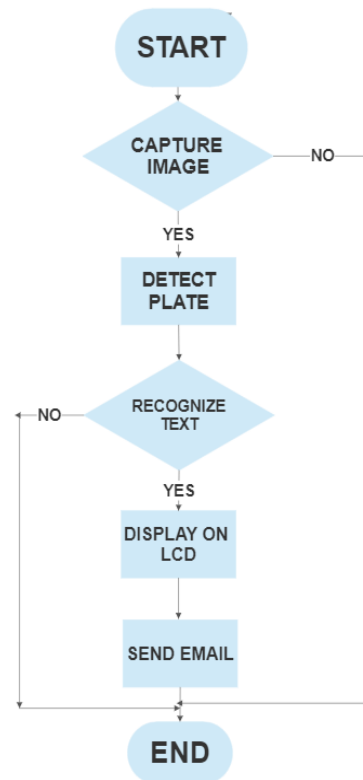 START
CAPTURE
IMAGE
NO
YES
DETECT
PLATE
NO
RECOGNIZE
TEXT
YES
DISPLAY ON
LCD
SEND EMAIL
END